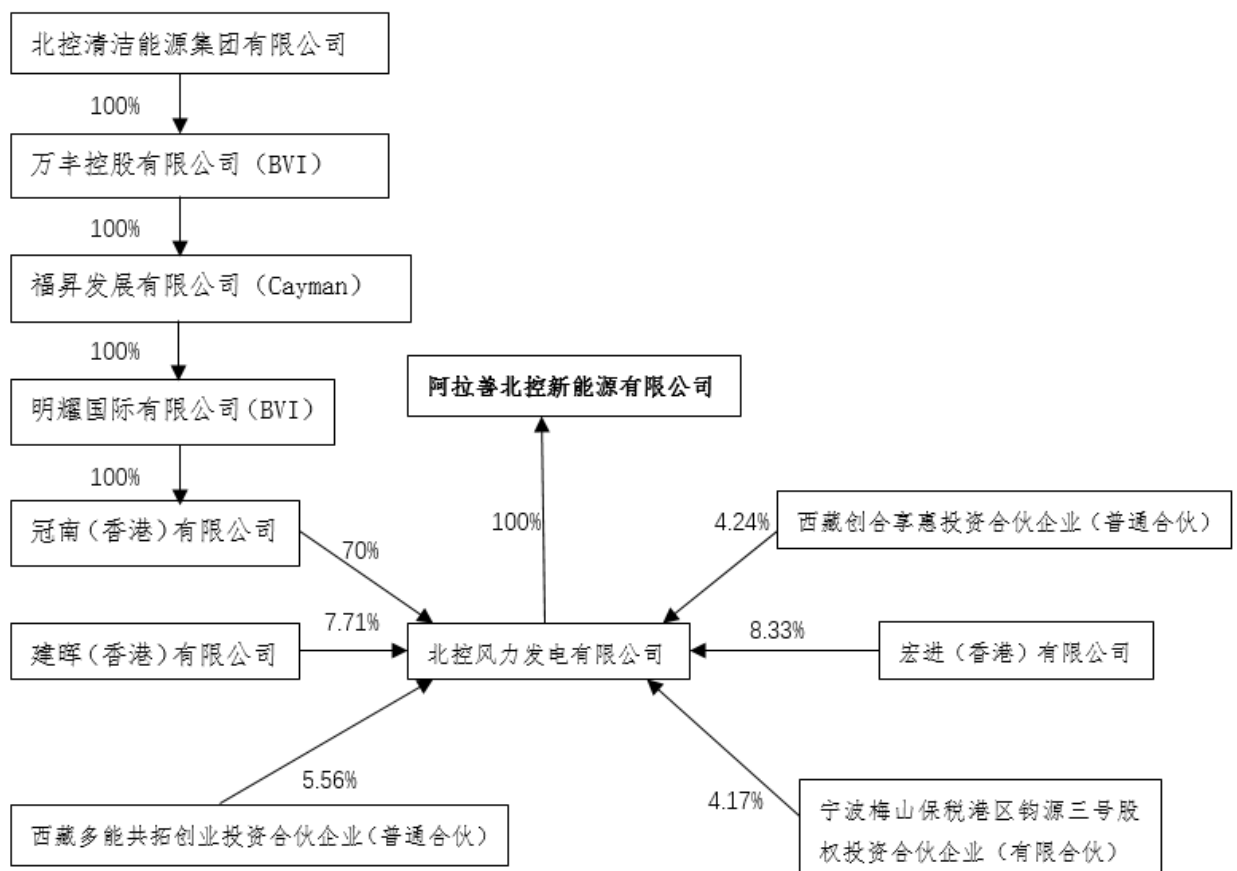 北控清洁能源集团有限公司
100%
万丰控股有限公司（BVI）
100%
福昇发展有限公司（Cayman）
100%
阿拉善北控新能源有限公司
明耀国际有限公司(BVI)
100%
100%
4.24%
西藏创合享惠投资合伙企业(普通合伙)
冠南(香港)有限公司
70%
7.71%
8.33%
建晖(香港)有限公司
北控风力发电有限公司
宏进(香港)有限公司
5.56%
4.17%
西藏多能共拓创业投资合伙企业(普通合伙)
宁波梅山保税港区钧源三号股
权投资合伙企业（有限合伙）